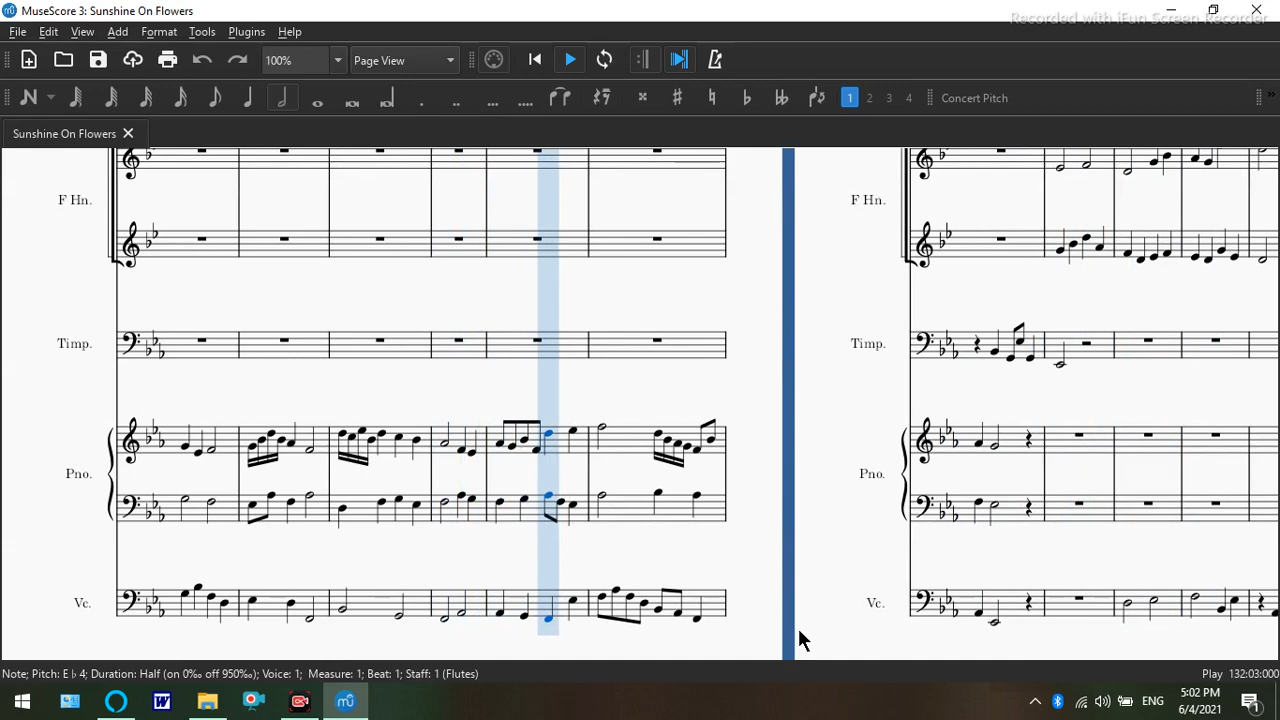 MuseScore 3: Sunshine On Flowers
Recorded with iFun Screen Recorder
File Edit View Add Format Tools Plugins Help
100% Page View
1 2 3 4 Concert Pitch »
Sunshine On Flowers
F Hn. F Hn.
Timp. Timp.
Pno. Pno.
Vc. Vc.
Note; Pitch: E♭4; Duration: Half (on 0‰ off 950‰); Voice: 1; Measure: 1; Beat: 1; Staff: 1 (Flutes) Play 132:03:000
ENG
5:02 PM
6/4/2021
1